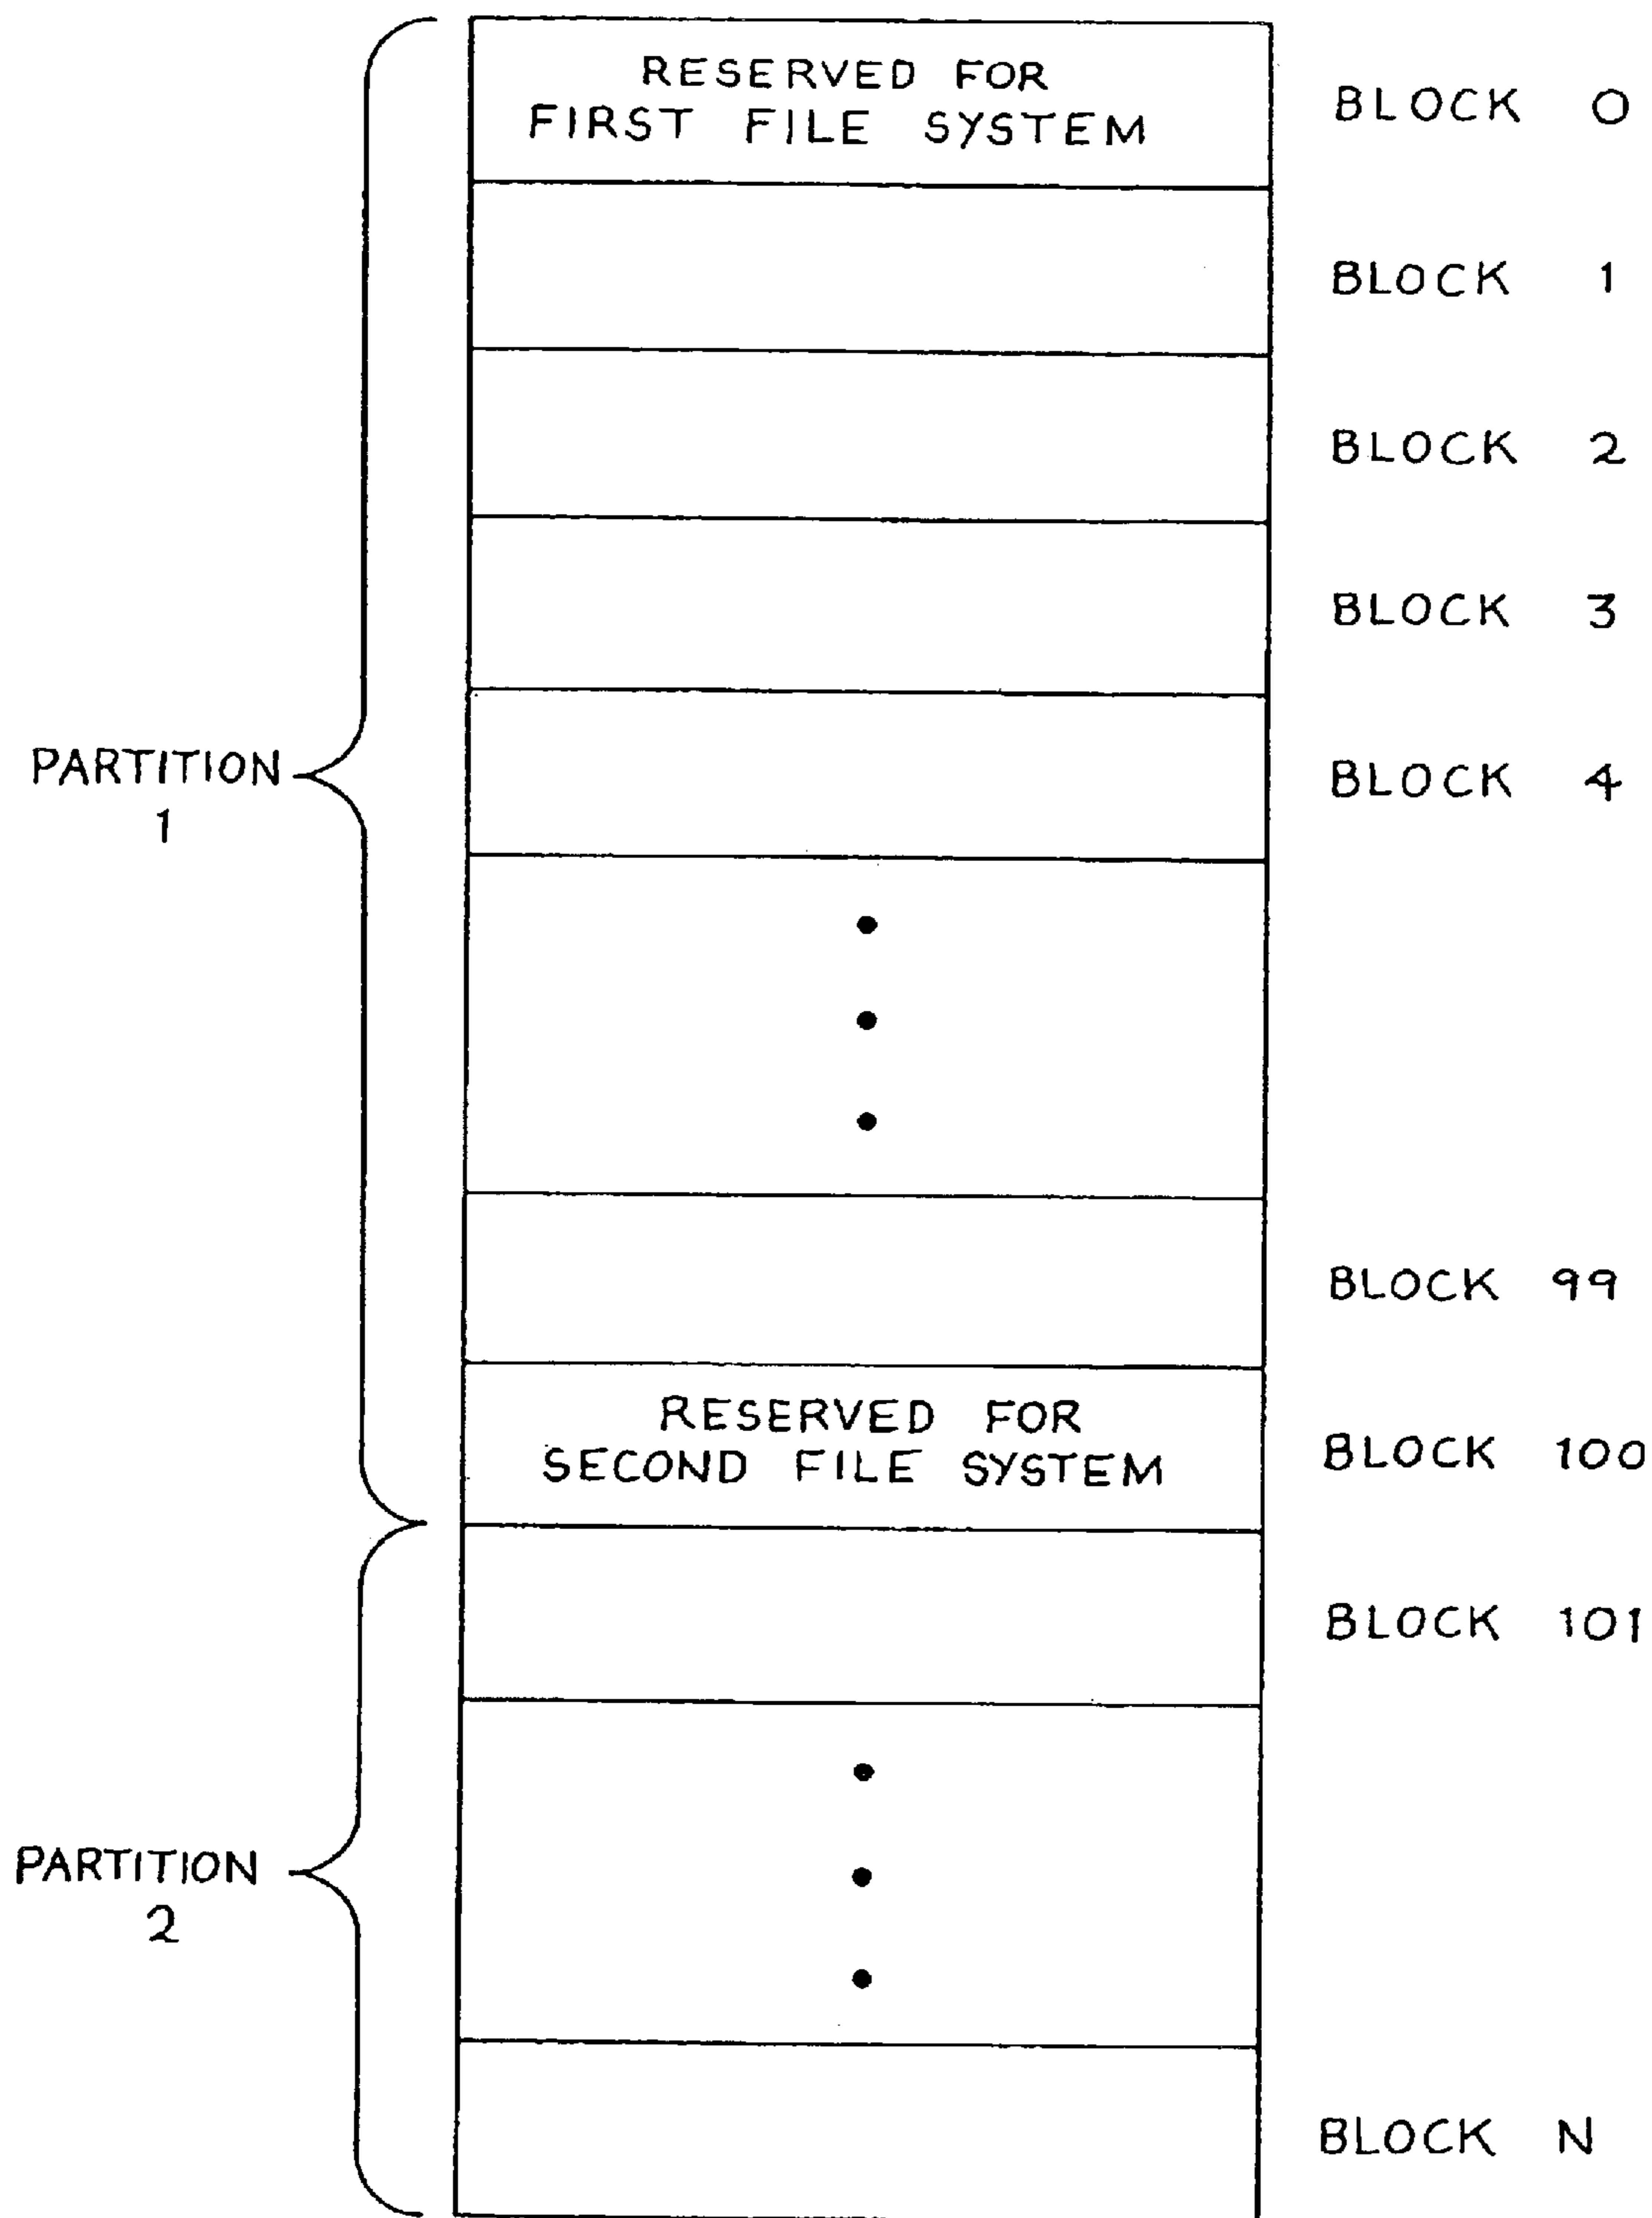 RESERVED FOR
FIRST FILE SYSTEM
BLOCK 0
BLOCK 1
BLOCK 2
BLOCK 3
PARTITION
1
BLOCK 4
BLOCK 99
RESERVED FOR
SECOND FILE SYSTEM
BLOCK 100
BLOCK 101
PARTITION
2
BLOCK N